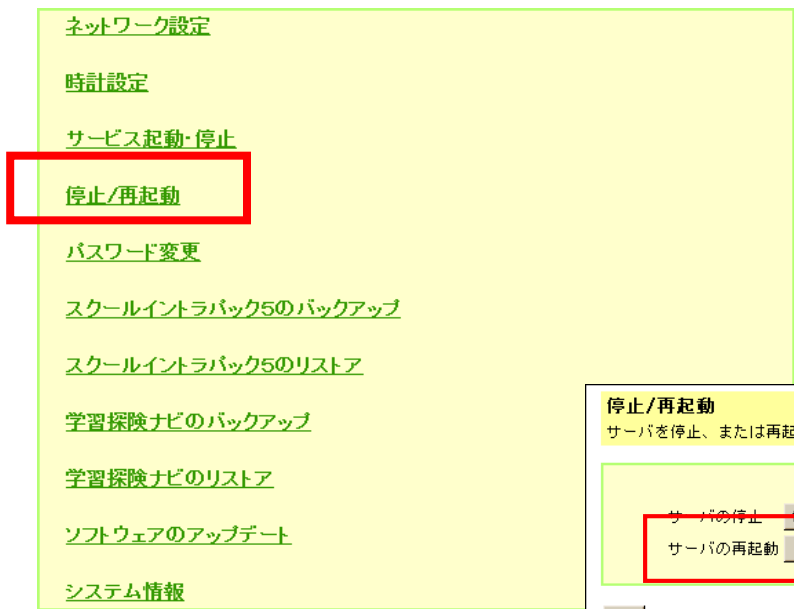 ネットワーク設定
時計設定
サービス起動・停止
停止/再起動
パスワード変更
スクールイントラパック5のバックアップ
スクールイントラパック5のリストア
学習探険ナビのバックアップ
学習探険ナビのリストア
ソフトウェアのアップデート
システム情報
停止/再起動
サーバを停止、または再起
サーバの停止
サーバの再起動